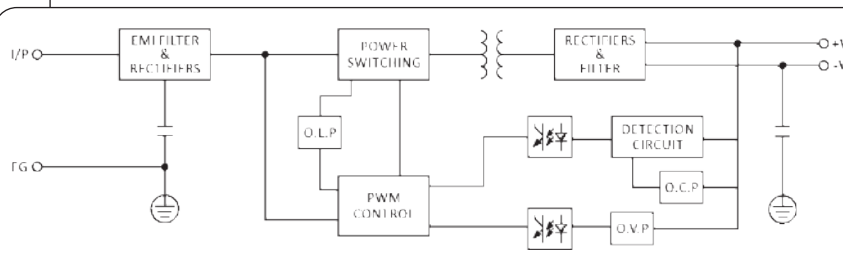 I/P
EMI FILTER
&
RECTIFIERS
POWER
SWITCHING
RECTIFIERS
&
FILTER
+V
-V
O.L.P
DETECTION
CIRCUIT
FG
PWM
CONTROL
O.C.P
O.V.P